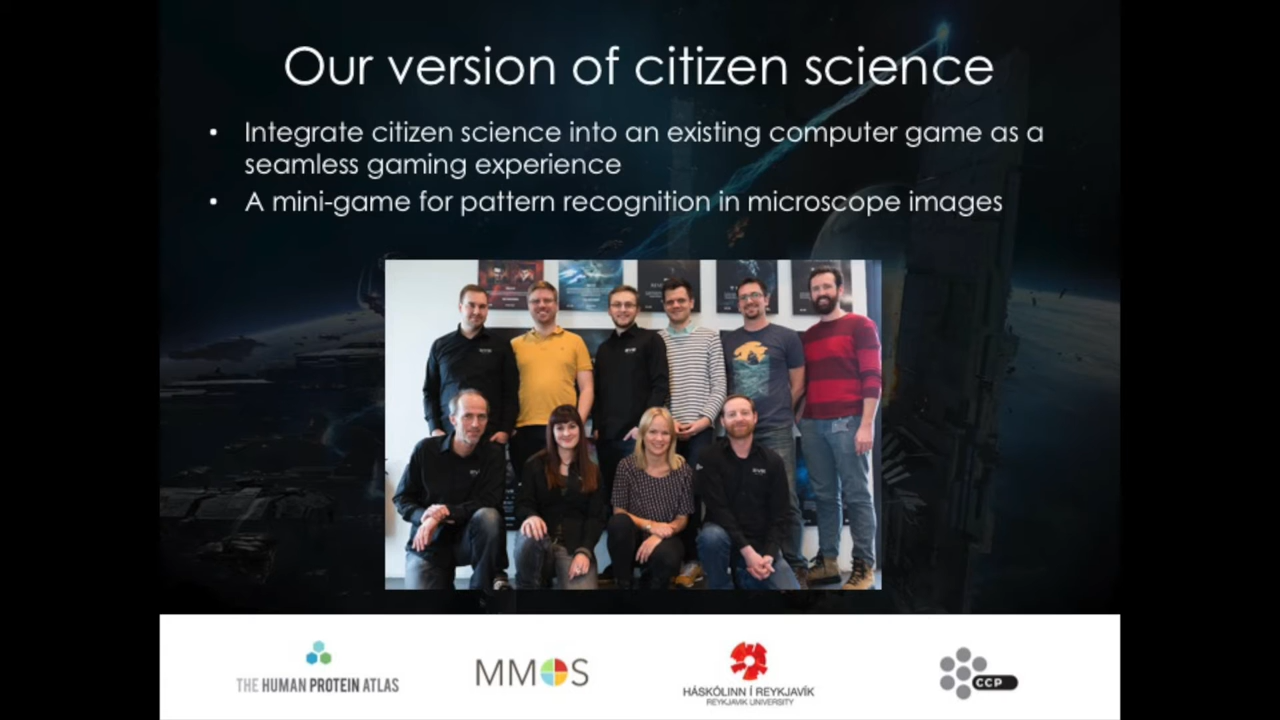 Our version of citizen science
• Integrate citizen science into an existing computer game as a
seamless gaming experience
• A mini-game for pattern recognition in microscope images
THE HUMAN PROTEIN ATLAS
MMOS
HÁSKÓLINN Í REYKJAVÍK
REYKJAVIK UNIVERSITY
CCP